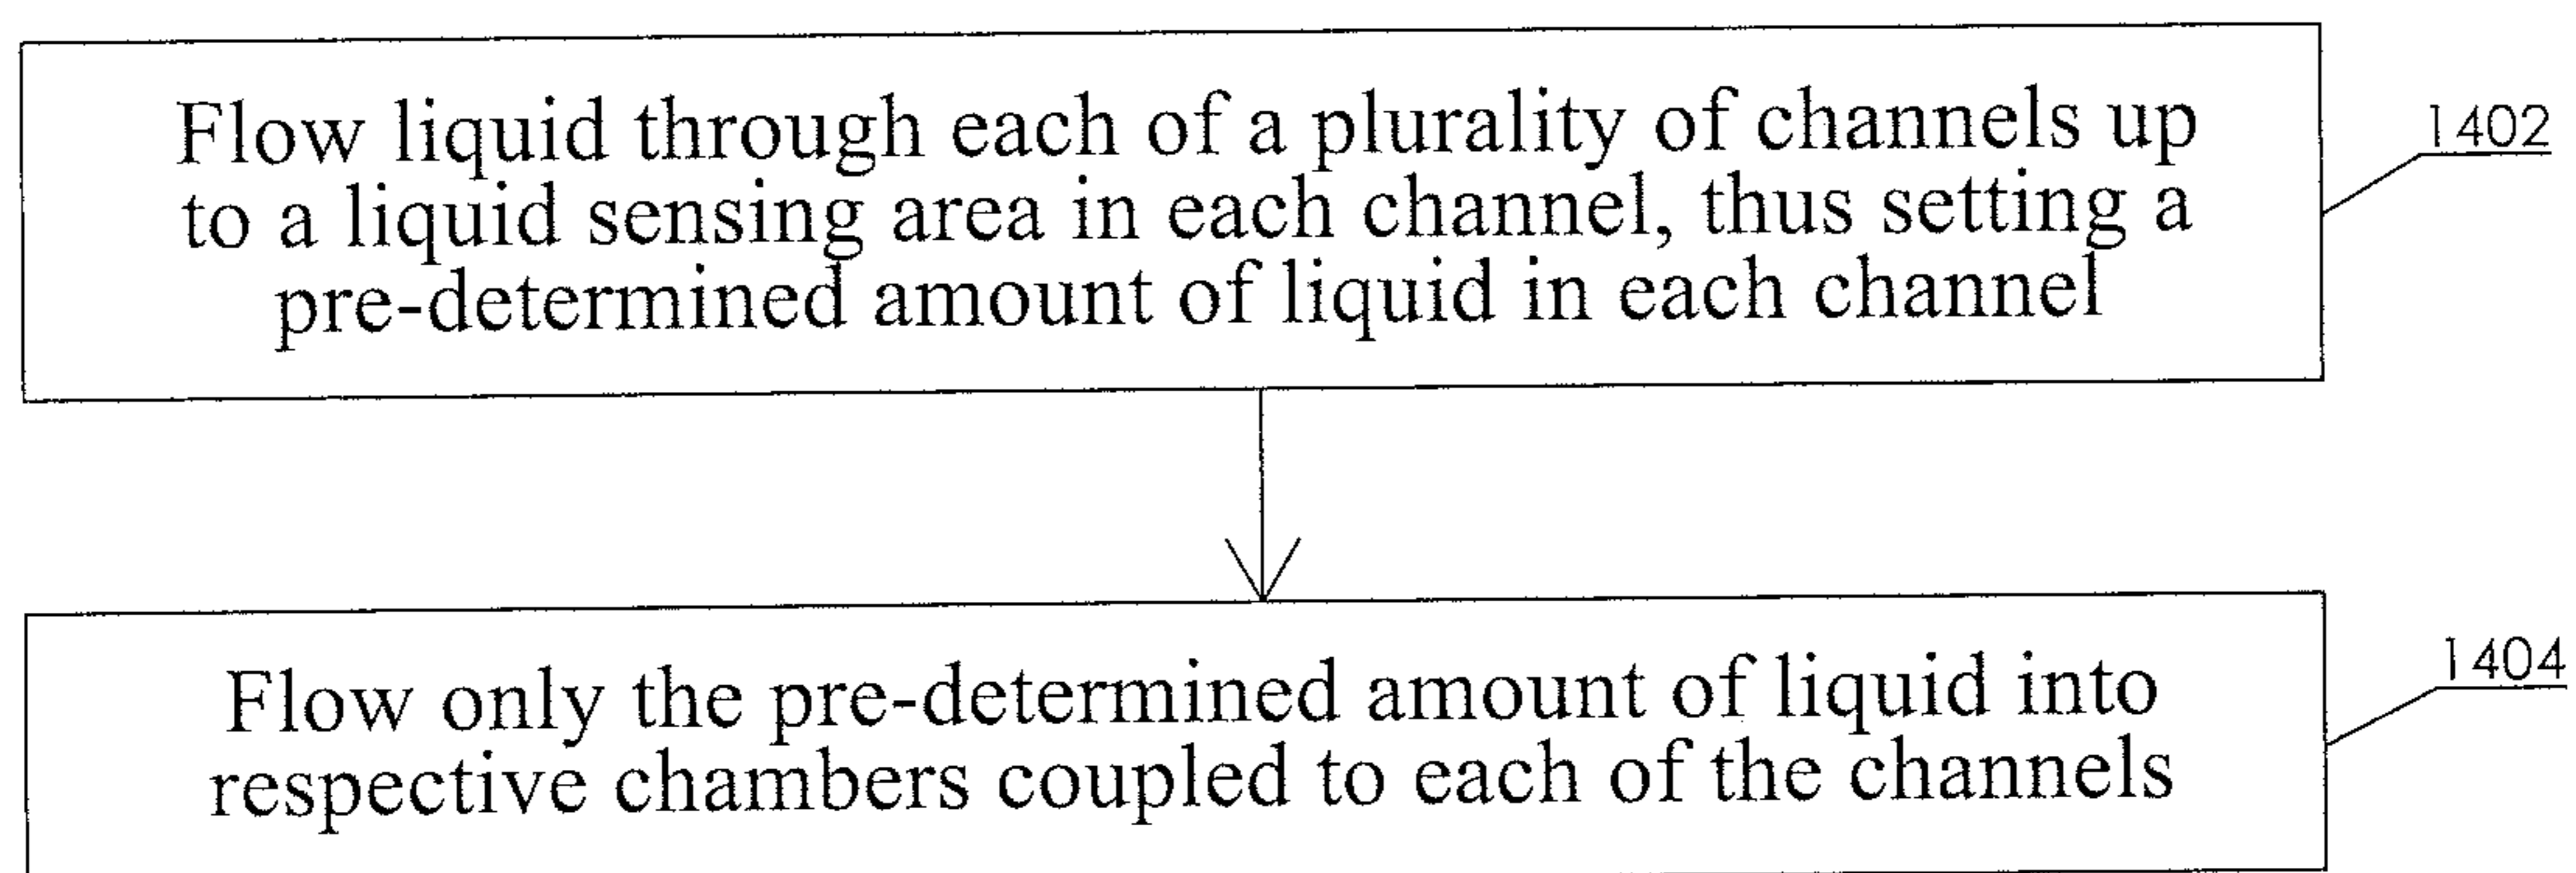 Flow liquid through each of a plurality of channels up
to a liquid sensing area in each channel, thus setting a
pre-determined amount of liquid in each channel
1402
Flow only the pre-determined amount of liquid into
respective chambers coupled to each of the channels
1404